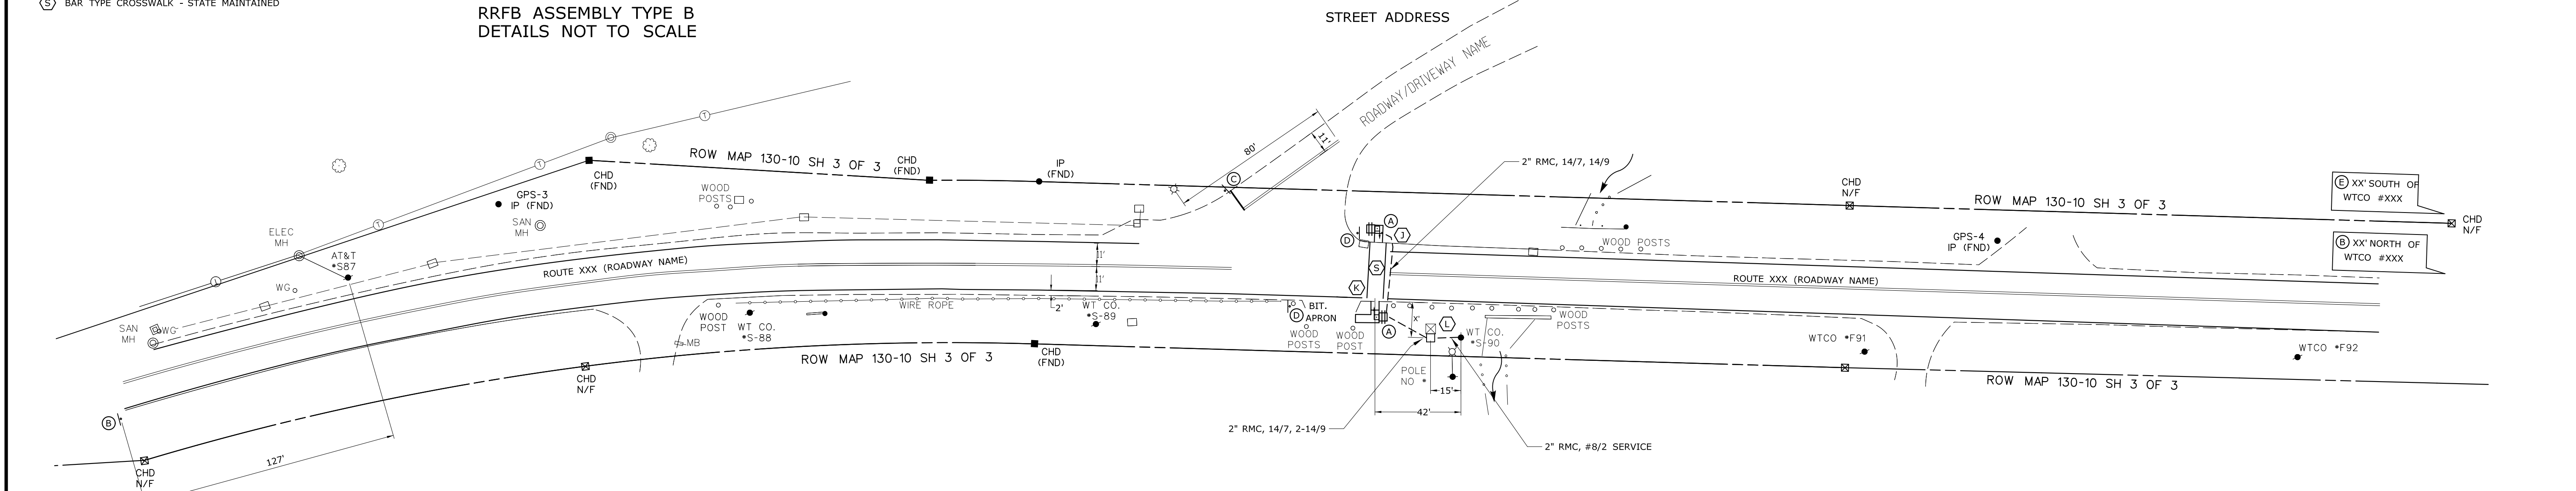 S BAR TYPE CROSSWALK - STATE MAINTAINED
RRFB ASSEMBLY TYPE B
DETAILS NOT TO SCALE
STREET ADDRESS
ROADWAY/DRIVEWAY NAME
80'
11'
C
ROW MAP 130-10 SH 3 OF 3
CHD
(FND)
CHD
(FND)
IP
(FND)
GPS-3
IP (FND)
SAN
MH
WOOD
POSTS
T
T
T
T
ELEC
MH
AT&T
*S87
WG
WG
SAN
MH
ROUTE XXX (ROADWAY NAME)
11'
11'
2'
WIRE ROPE
WOOD
POST
WT CO.
*S-88
WT CO.
*S-89
MB
ROW MAP 130-10 SH 3 OF 3
CHD
(FND)
CHD
N/F
B
CHD
N/F
127'
2" RMC, 14/7, 14/9
A
D
J
S
K
D
BIT.
APRON
WOOD
POSTS
WOOD
POST
A
X'
L
WT CO.
*S-90
WOOD
POSTS
POLE
NO *
15'
42'
2" RMC, 14/7, 2-14/9
2" RMC, #8/2 SERVICE
WOOD POSTS
CHD
N/F
ROW MAP 130-10 SH 3 OF 3
GPS-4
IP (FND)
ROUTE XXX (ROADWAY NAME)
E XX' SOUTH OF
WTCO #XXX
B XX' NORTH OF
WTCO #XXX
CHD
N/F
WTCO *F91
WTCO *F92
ROW MAP 130-10 SH 3 OF 3